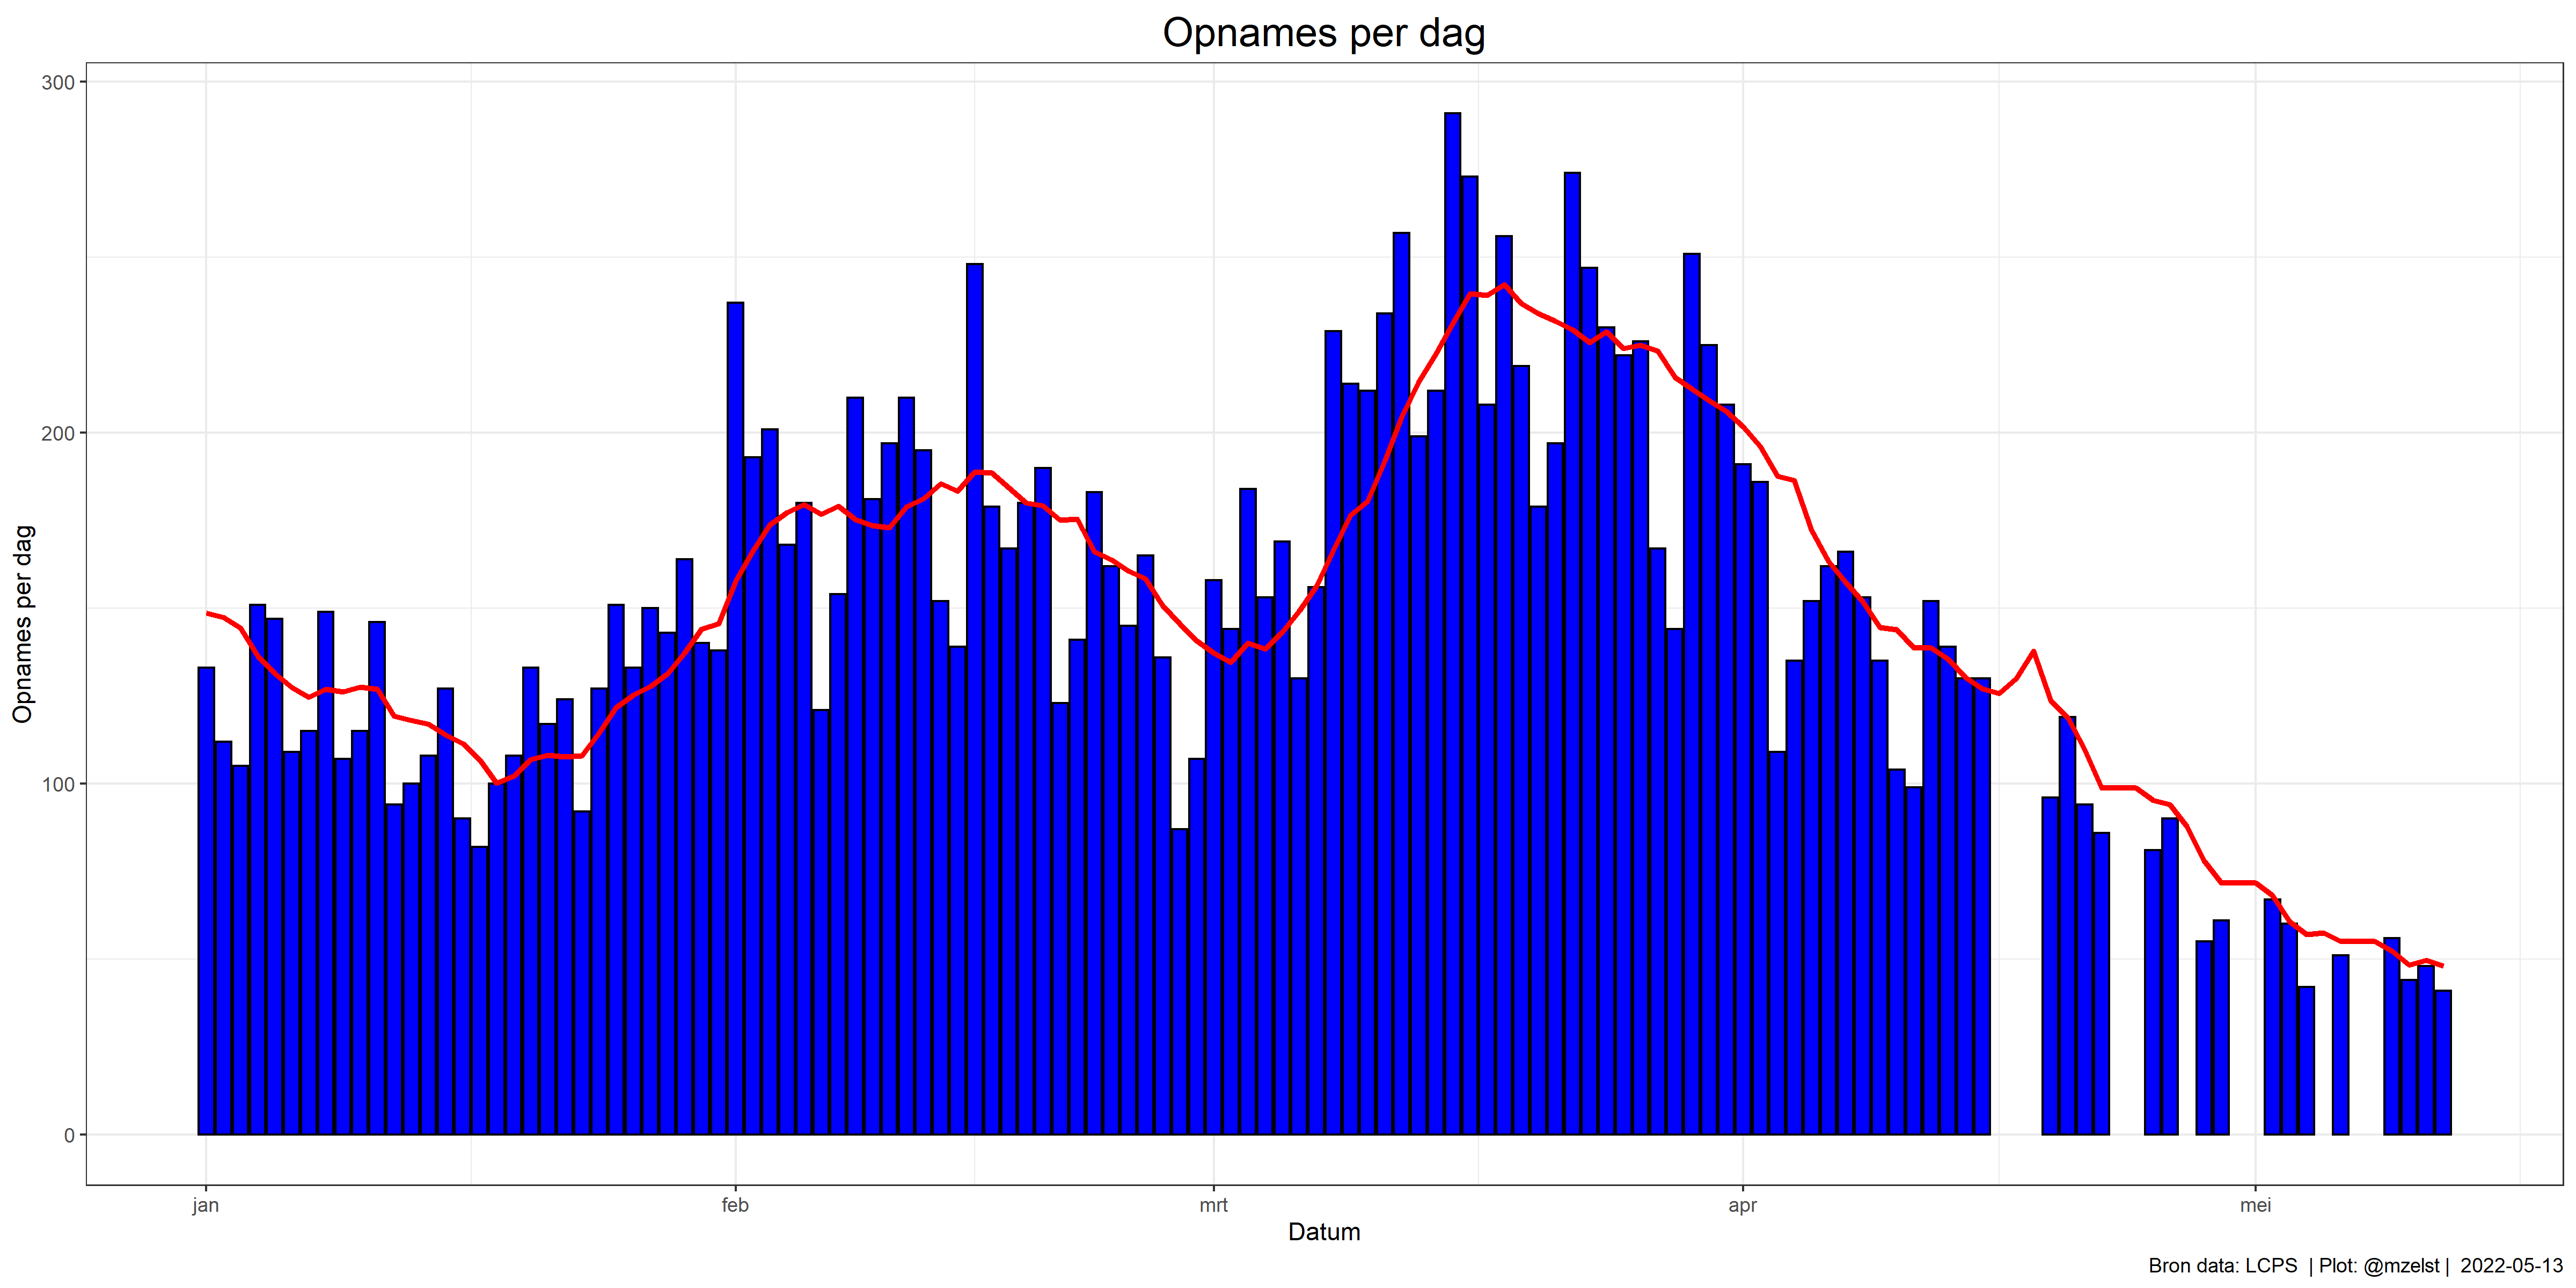 Opnames per dag
300
200
100
0
Opnames per dag
jan feb mrt apr mei
Datum
Bron data: LCPS | Plot: @mzelst | 2022-05-13